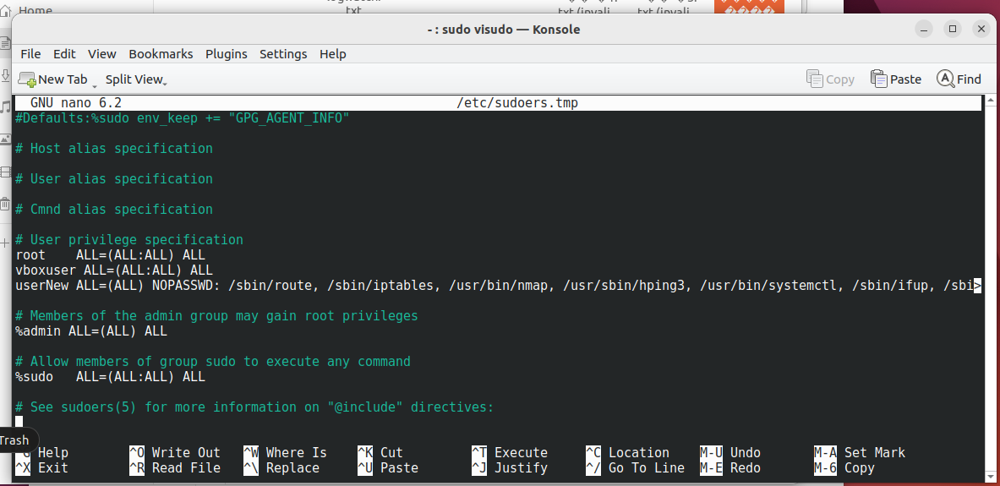 Home
txt
- : sudo visudo — Konsole
File Edit View Bookmarks Plugins Settings Help
New Tab Split View Copy Paste Find
GNU nano 6.2 /etc/sudoers.tmp
#Defaults:%sudo env_keep += "GPG_AGENT_INFO"
# Host alias specification
# User alias specification
# Cmnd alias specification
# User privilege specification
root ALL=(ALL:ALL) ALL
vboxuser ALL=(ALL:ALL) ALL
userNew ALL=(ALL) NOPASSWD: /sbin/route, /sbin/iptables, /usr/bin/nmap, /usr/sbin/hping3, /usr/bin/systemctl, /sbin/ifup, /sbi>
# Members of the admin group may gain root privileges
%admin ALL=(ALL) ALL
# Allow members of group sudo to execute any command
%sudo ALL=(ALL:ALL) ALL
# See sudoers(5) for more information on "@include" directives:
Trash
Help ^O Write Out ^W Where Is ^K Cut ^T Execute ^C Location M-U Undo M-A Set Mark
^X Exit ^R Read File ^\ Replace ^U Paste ^J Justify ^/ Go To Line M-E Redo M-6 Copy